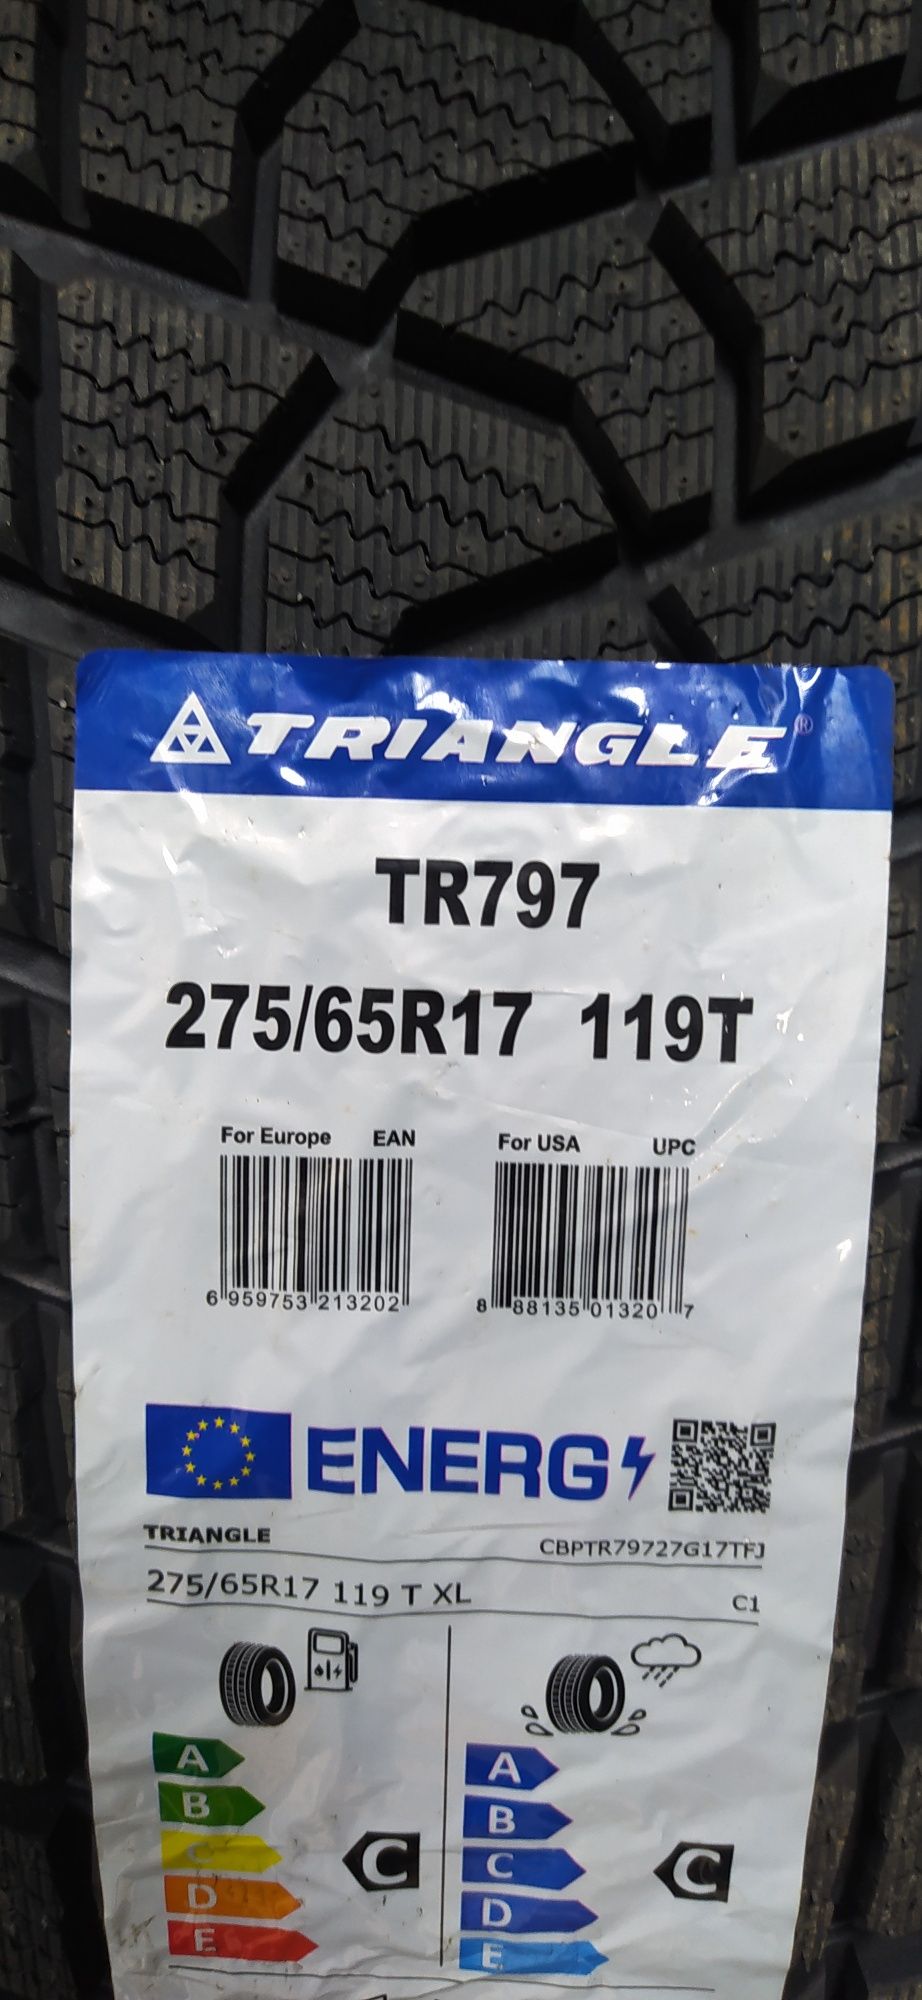 TRIANGLE®
TR797
275/65R17 119T
For Europe EAN
For USA UPC
6 959753 213202
8 88135 01320 7
ENERG
TRIANGLE
CBPTR79727G17TFJ
275/65R17 119 T XL
C1
A
B
C
D
E
C
A
B
C
D
E
C